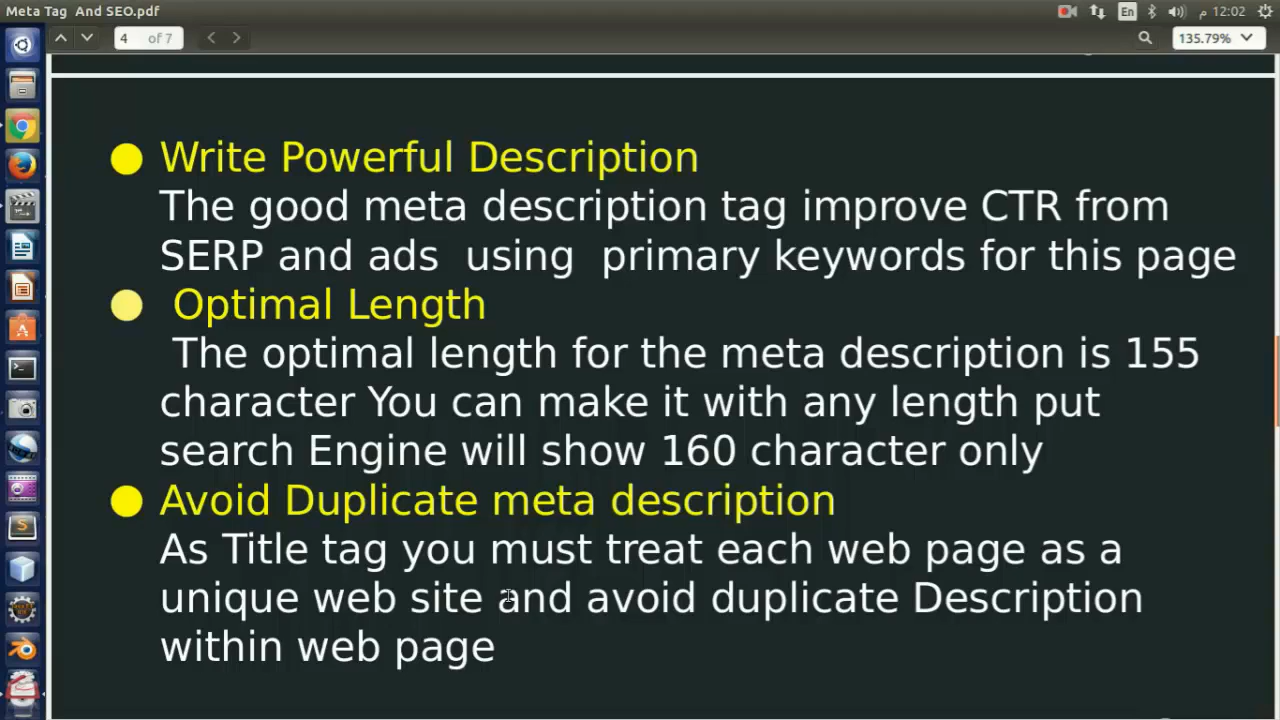 Meta Tag And SEO.pdf
En
12:02 م
4 of 7
135.79%
Write Powerful Description
The good meta description tag improve CTR from
SERP and ads using primary keywords for this page
Optimal Length
The optimal length for the meta description is 155
character You can make it with any length put
search Engine will show 160 character only
Avoid Duplicate meta description
As Title tag you must treat each web page as a
unique web site and avoid duplicate Description
within web page